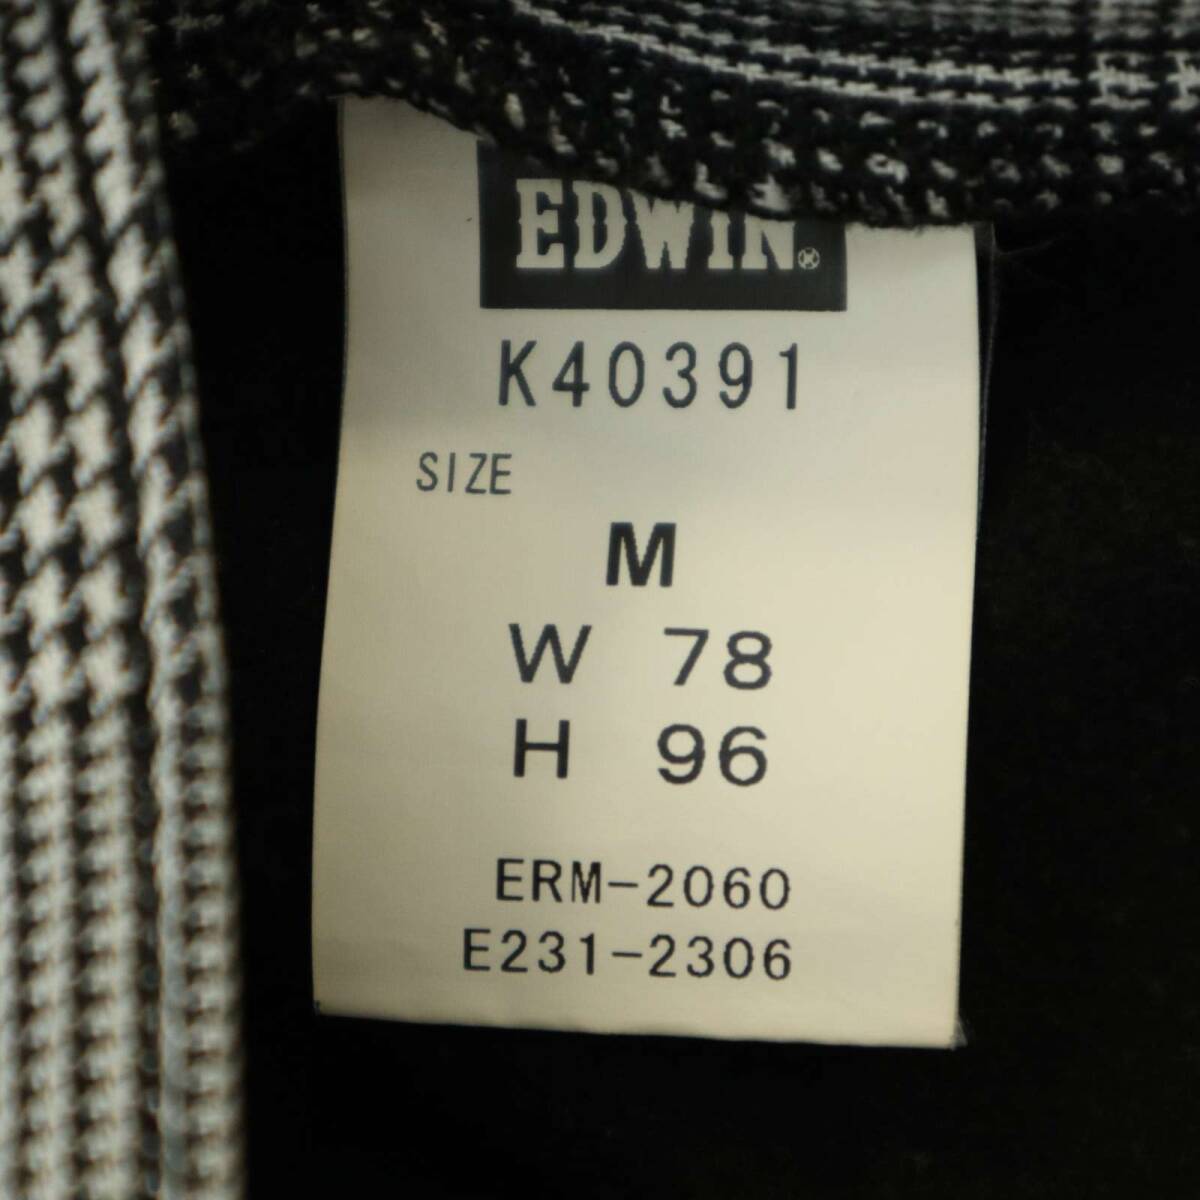 EDWIN®
K40391
SIZE
M
W 78
H 96
ERM-2060
E231-2306